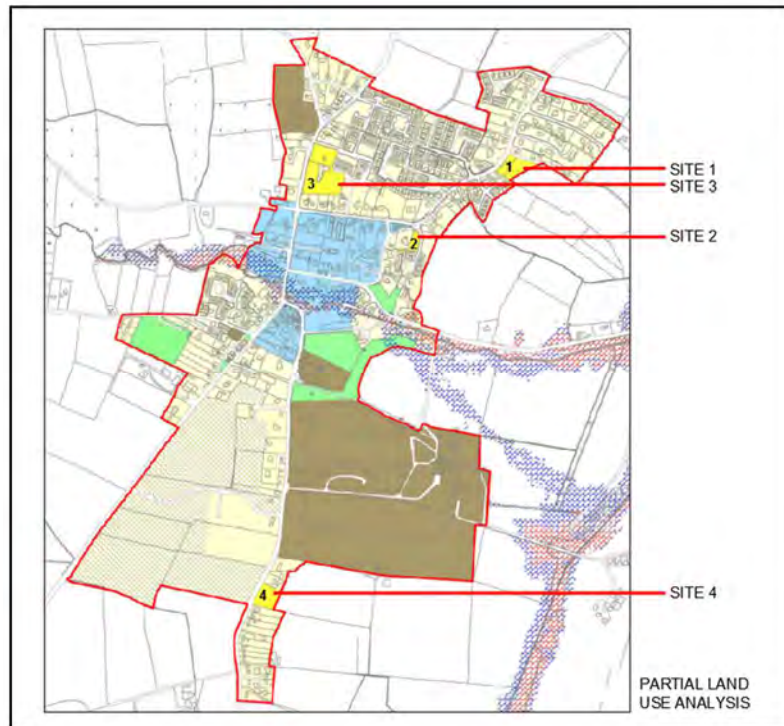 1
SITE 1
3
SITE 3
2
SITE 2
4
SITE 4
PARTIAL LAND
USE ANALYSIS